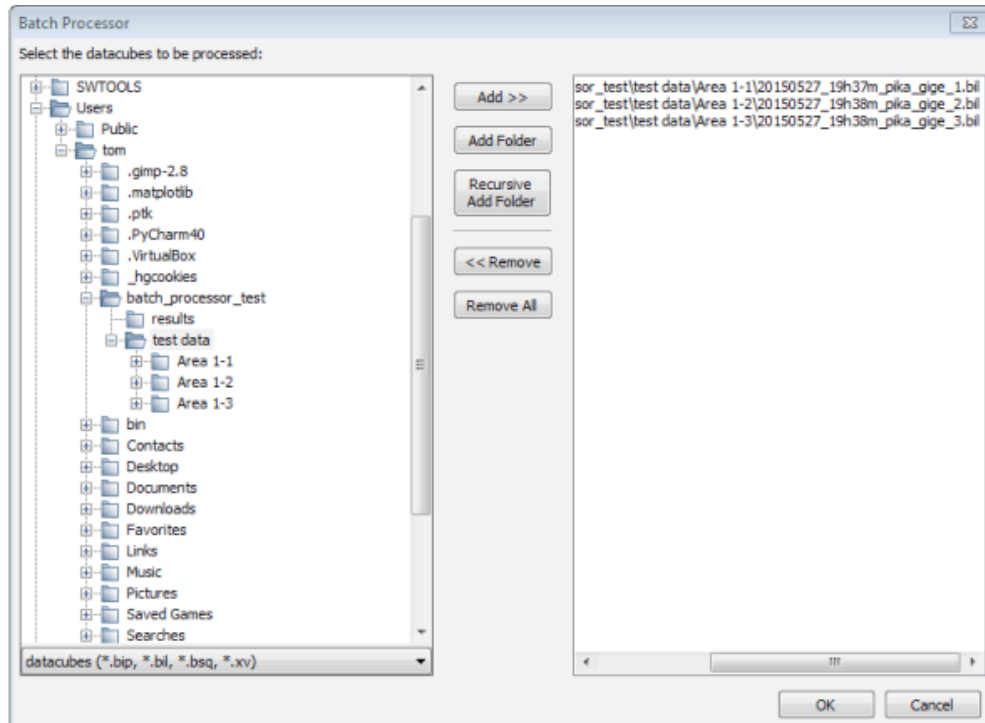 Batch Processor
Select the datacubes to be processed:
SWTOOLS
Users
Public
tom
.gimp-2.8
.matplotlib
.ptk
.PyCharm40
.VirtualBox
_hgcookies
batch_processor_test
results
test data
Area 1-1
Area 1-2
Area 1-3
bin
Contacts
Desktop
Documents
Downloads
Favorites
Links
Music
Pictures
Saved Games
Searches
datacubes (*.bip, *.bil, *.bsq, *.xv)
Add >>
Add Folder
Recursive
Add Folder
<< Remove
Remove All
sor_test\test data\Area 1-1\20150527_19h37m_pika_gige_1.bil
sor_test\test data\Area 1-2\20150527_19h38m_pika_gige_2.bil
sor_test\test data\Area 1-3\20150527_19h38m_pika_gige_3.bil
OK
Cancel